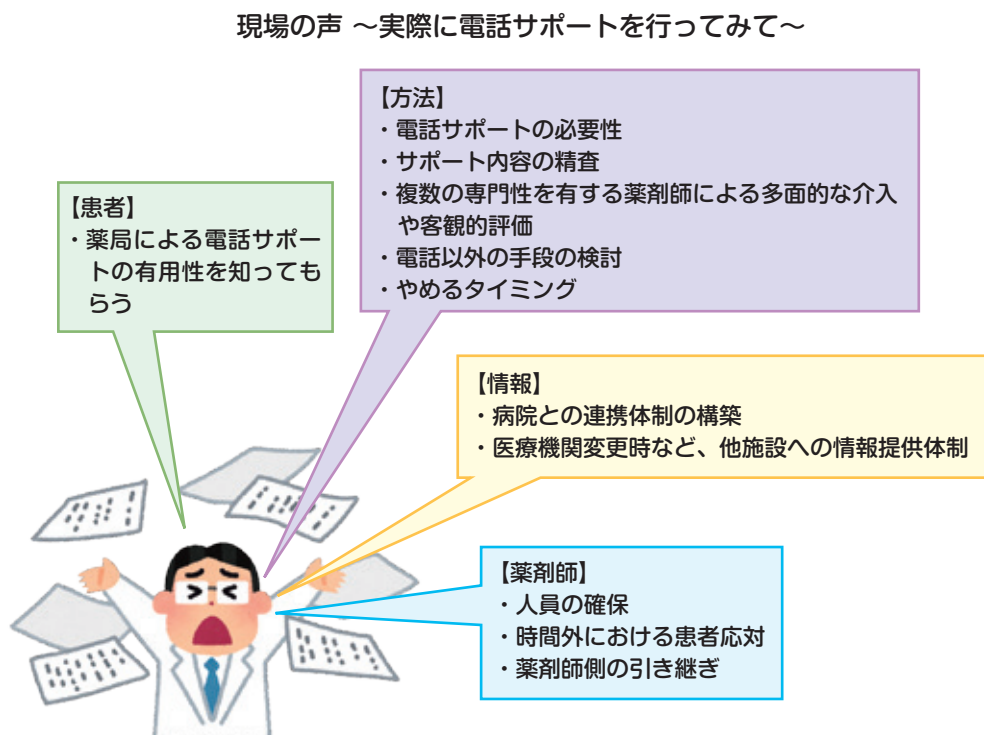 現場の声 ～実際に電話サポートを行ってみて～
【方法】
・電話サポートの必要性
・サポート内容の精査
・複数の専門性を有する薬剤師による多面的な介入
や客観的評価
・電話以外の手段の検討
・やめるタイミング
【患者】
・薬局による電話サポー
トの有用性を知っても
らう
【情報】
・病院との連携体制の構築
・医療機関変更時など、他施設への情報提供体制
【薬剤師】
・人員の確保
・時間外における患者応対
・薬剤師側の引き継ぎ